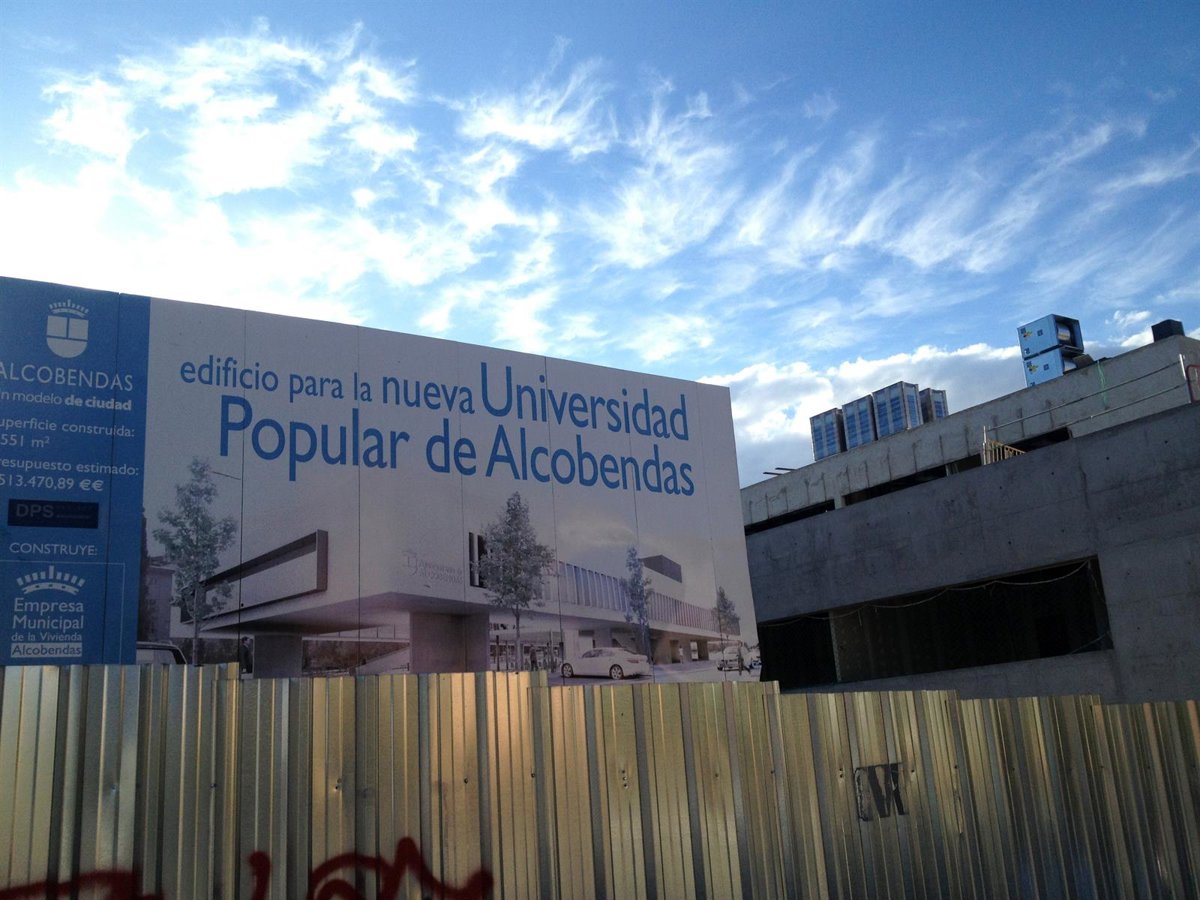 ALCOBENDAS
un modelo de ciudad
superficie construida:
551 m²
presupuesto estimado:
513.470,89 €€
DPS
CONSTRUYE:
Empresa
Municipal
de la Vivienda
Alcobendas
edificio para la nueva Universidad
Popular de Alcobendas